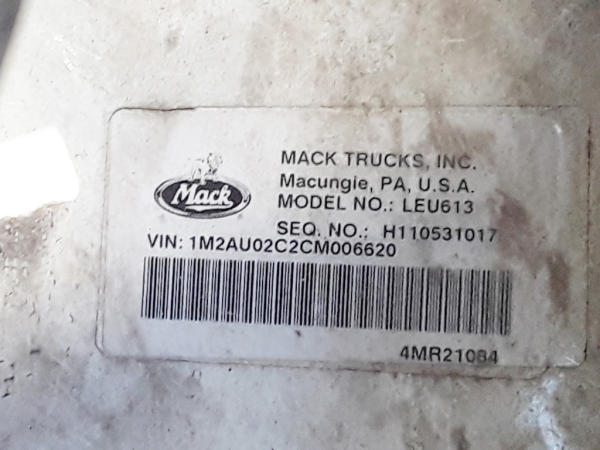 Mack
MACK TRUCKS, INC.
Macungie, PA, U.S.A.
MODEL NO.: LEU613
SEQ. NO.: H110531017
VIN: 1M2AU02C2CM006620
4MR21084